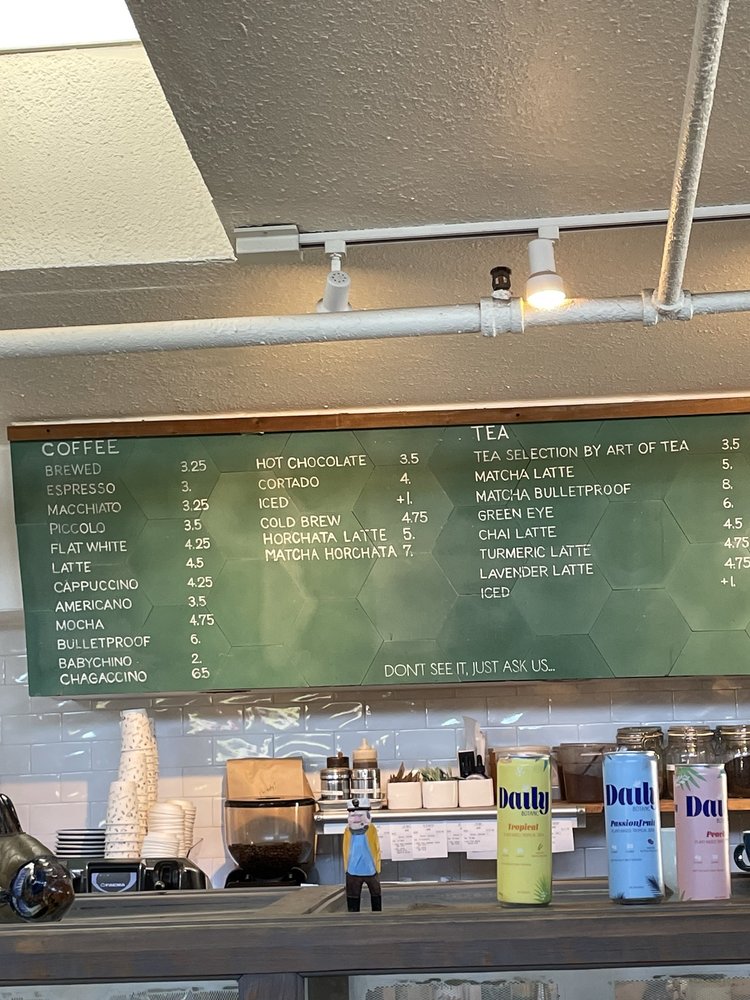 COFFEE
BREWED 3.25
ESPRESSO 3.
MACCHIATO 3.25
PICCOLO 3.5
FLAT WHITE 4.25
LATTE 4.5
CAPPUCCINO 4.25
AMERICANO 3.5
MOCHA 4.75
BULLETPROOF 6.
BABYCHINO 2.
CHAGACCINO 6.5
HOT CHOCOLATE 3.5
CORTADO 4.
ICED +1.
COLD BREW 4.75
HORCHATA LATTE 5.
MATCHA HORCHATA 7.
TEA
TEA SELECTION BY ART OF TEA 3.5
MATCHA LATTE 5.
MATCHA BULLETPROOF 8.
GREEN EYE 6.
CHAI LATTE 4.5
TURMERIC LATTE 4.75
LAVENDER LATTE 4.75
ICED +1.
DON'T SEE IT, JUST ASK US...
Daily
Tropical
Daily
Passionfruit
Dai
Peac